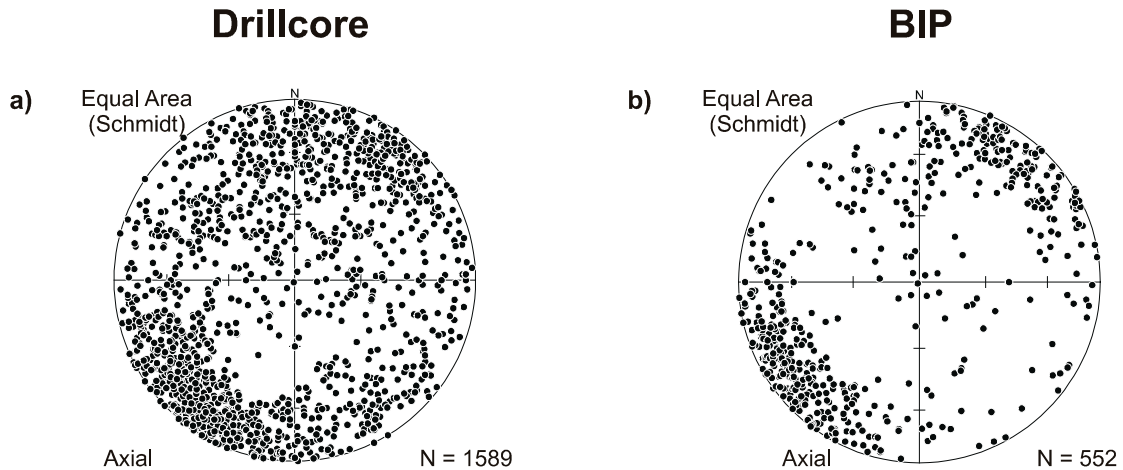 Drillcore
BIP
a)
Equal Area
(Schmidt)
N
Axial
N = 1589
b)
Equal Area
(Schmidt)
N
Axial
N = 552